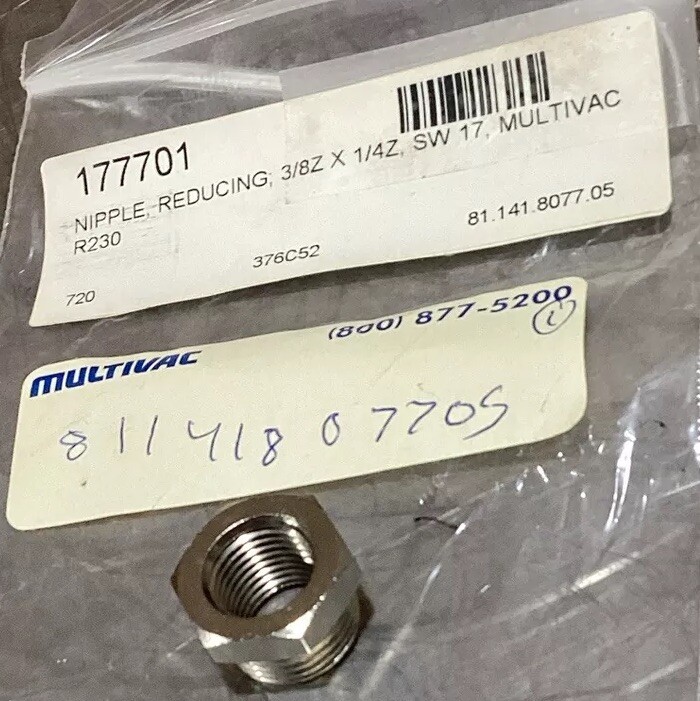 177701
NIPPLE, REDUCING, 3/8Z X 1/4Z, SW 17, MULTIVAC
R230
720 376C52 81.141.8077.05
MULTIVAC (800) 877-5200
1
81141807705